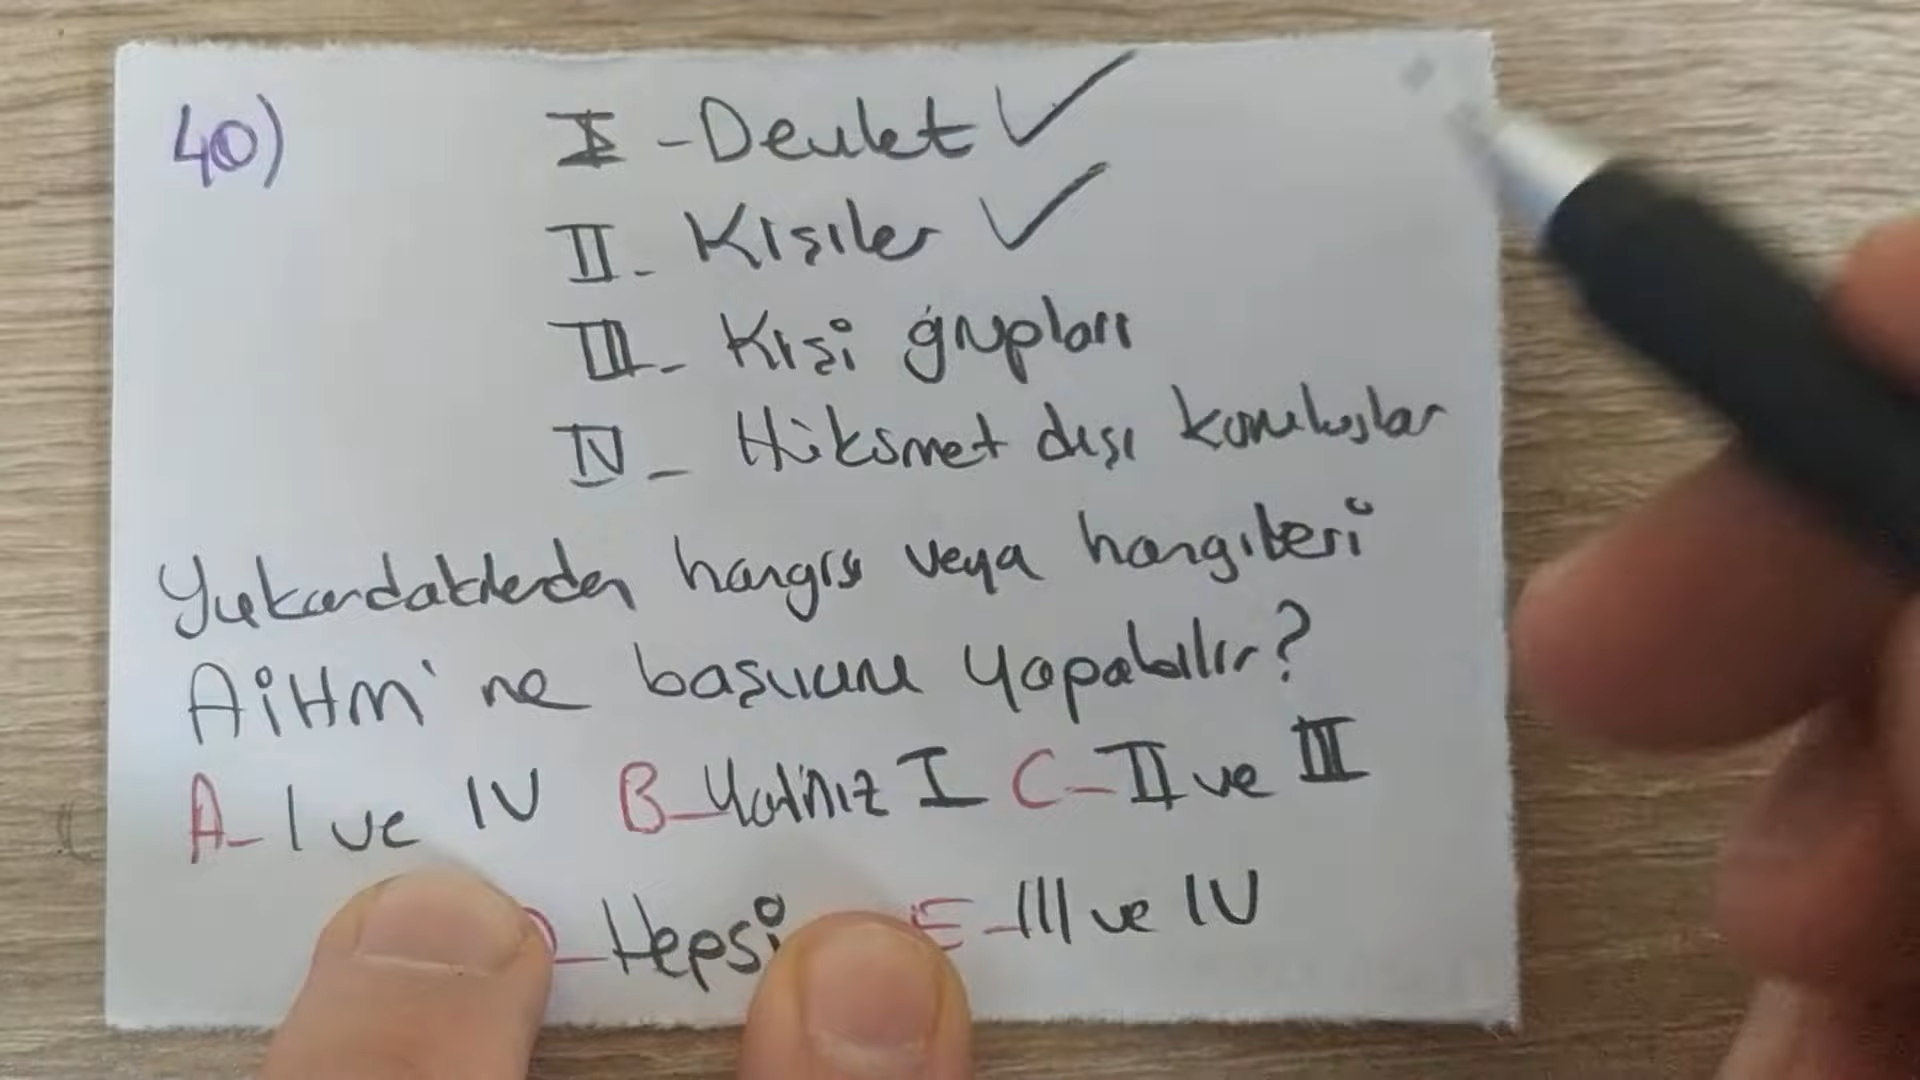 40)
I - Devlet ✓
II - Kişiler ✓
III - Kişi grupları
IV - Hükümet dışı kuruluşlar
Yukarıdakilerden hangisi veya hangileri
AİHM'ne başvuru yapabilir?
A- I ve IV B- Yalnız I C- II ve III
D- Hepsi E- III ve IV